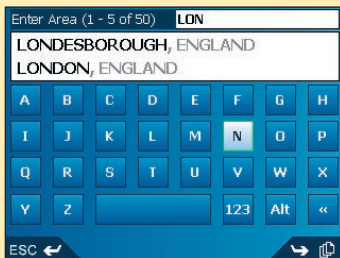 Enter Area (1 - 5 of 50) LON
LONDESBOROUGH, ENGLAND
LONDON, ENGLAND
A B C D E F G H
I J K L M N O P
Q R S T U V W X
Y Z 123 Alt «
ESC